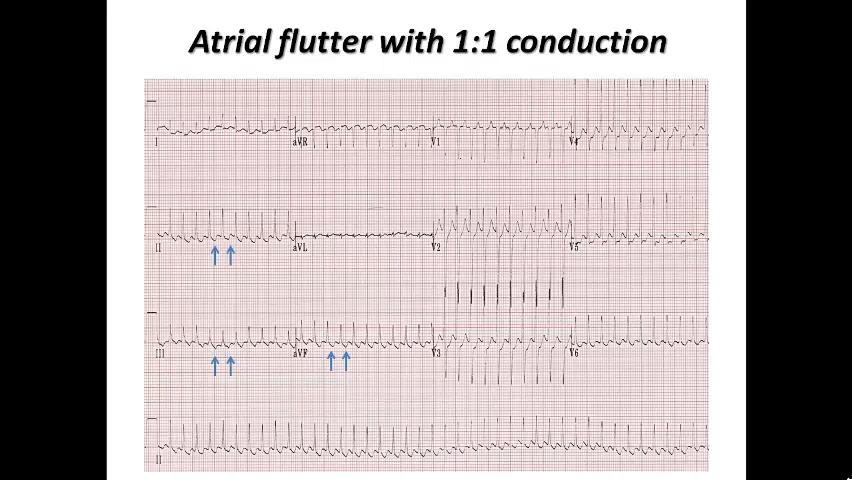 Atrial flutter with 1:1 conduction
I aVR V1 V4
II aVL V2 V5
III aVF V3 V6
II